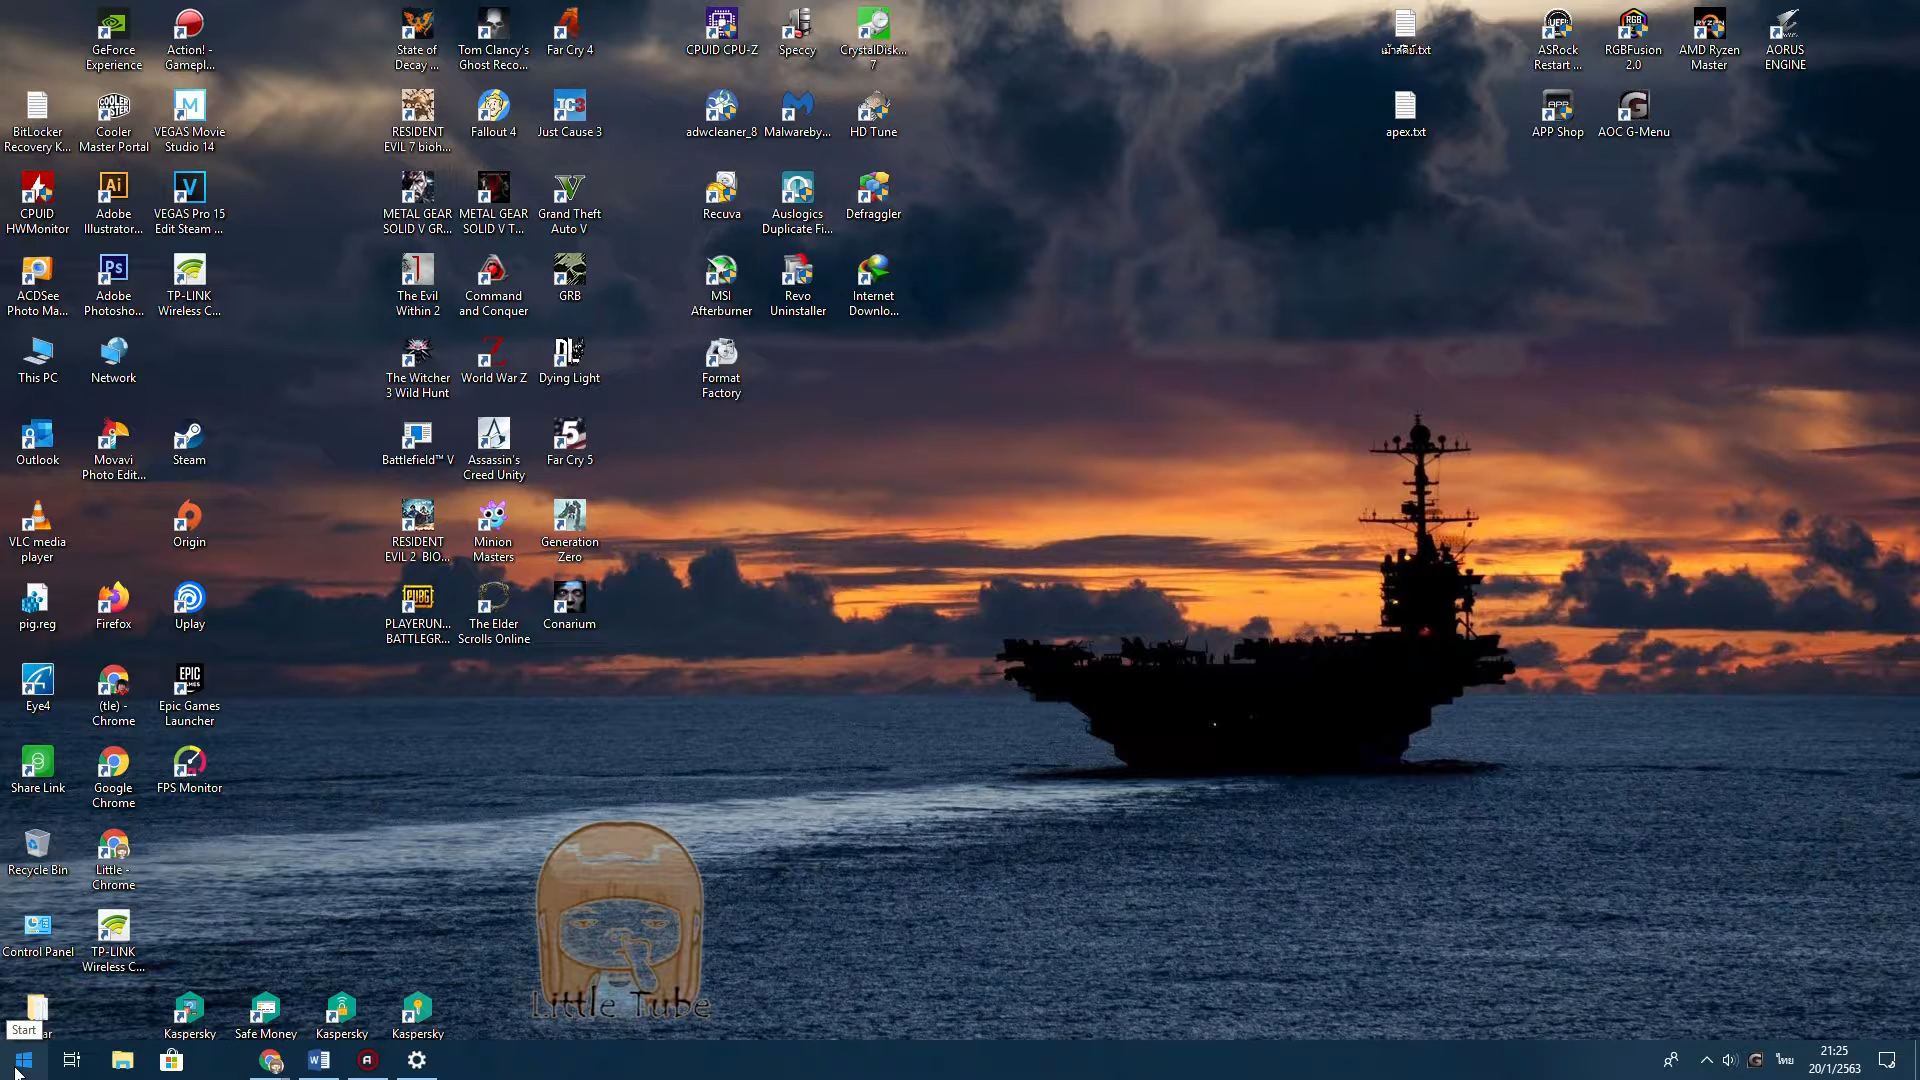 GeForce
Experience
Action! -
Gamepl...
State of
Decay ...
Tom Clancy's
Ghost Reco...
Far Cry 4
CPUID CPU-Z
Speccy
CrystalDisk...
7
ASRock
Restart ...
RGBFusion
2.0
AMD Ryzen
Master
AORUS
ENGINE
BitLocker
Recovery K...
Cooler
Master Portal
VEGAS Movie
Studio 14
RESIDENT
EVIL 7 bioh...
Fallout 4
Just Cause 3
adwcleaner_8
Malwareby...
HD Tune
apex.txt
APP Shop
AOC G-Menu
CPUID
HWMonitor
Adobe
Illustrator...
VEGAS Pro 15
Edit Steam ...
METAL GEAR
SOLID V GR...
METAL GEAR
SOLID V T...
Grand Theft
Auto V
Recuva
Auslogics
Duplicate Fi...
Defraggler
ACDSee
Photo Ma...
Adobe
Photosho...
TP-LINK
Wireless C...
The Evil
Within 2
Command
and Conquer
GRB
MSI
Afterburner
Revo
Uninstaller
Internet
Downlo...
This PC
Network
The Witcher
3 Wild Hunt
World War Z
Dying Light
Format
Factory
Outlook
Movavi
Photo Edit...
Steam
Battlefield™ V
Assassin's
Creed Unity
Far Cry 5
VLC media
player
Origin
RESIDENT
EVIL 2 BIO...
Minion
Masters
Generation
Zero
pig.reg
Firefox
Uplay
PLAYERUN...
BATTLEGR...
The Elder
Scrolls Online
Conarium
Eye4
(tle) -
Chrome
Epic Games
Launcher
Share Link
Google
Chrome
FPS Monitor
Recycle Bin
Little -
Chrome
Control Panel
TP-LINK
Wireless C...
Little Tube
Kaspersky
Safe Money
Kaspersky
Kaspersky
Start
ไทย
21:25
20/1/2563